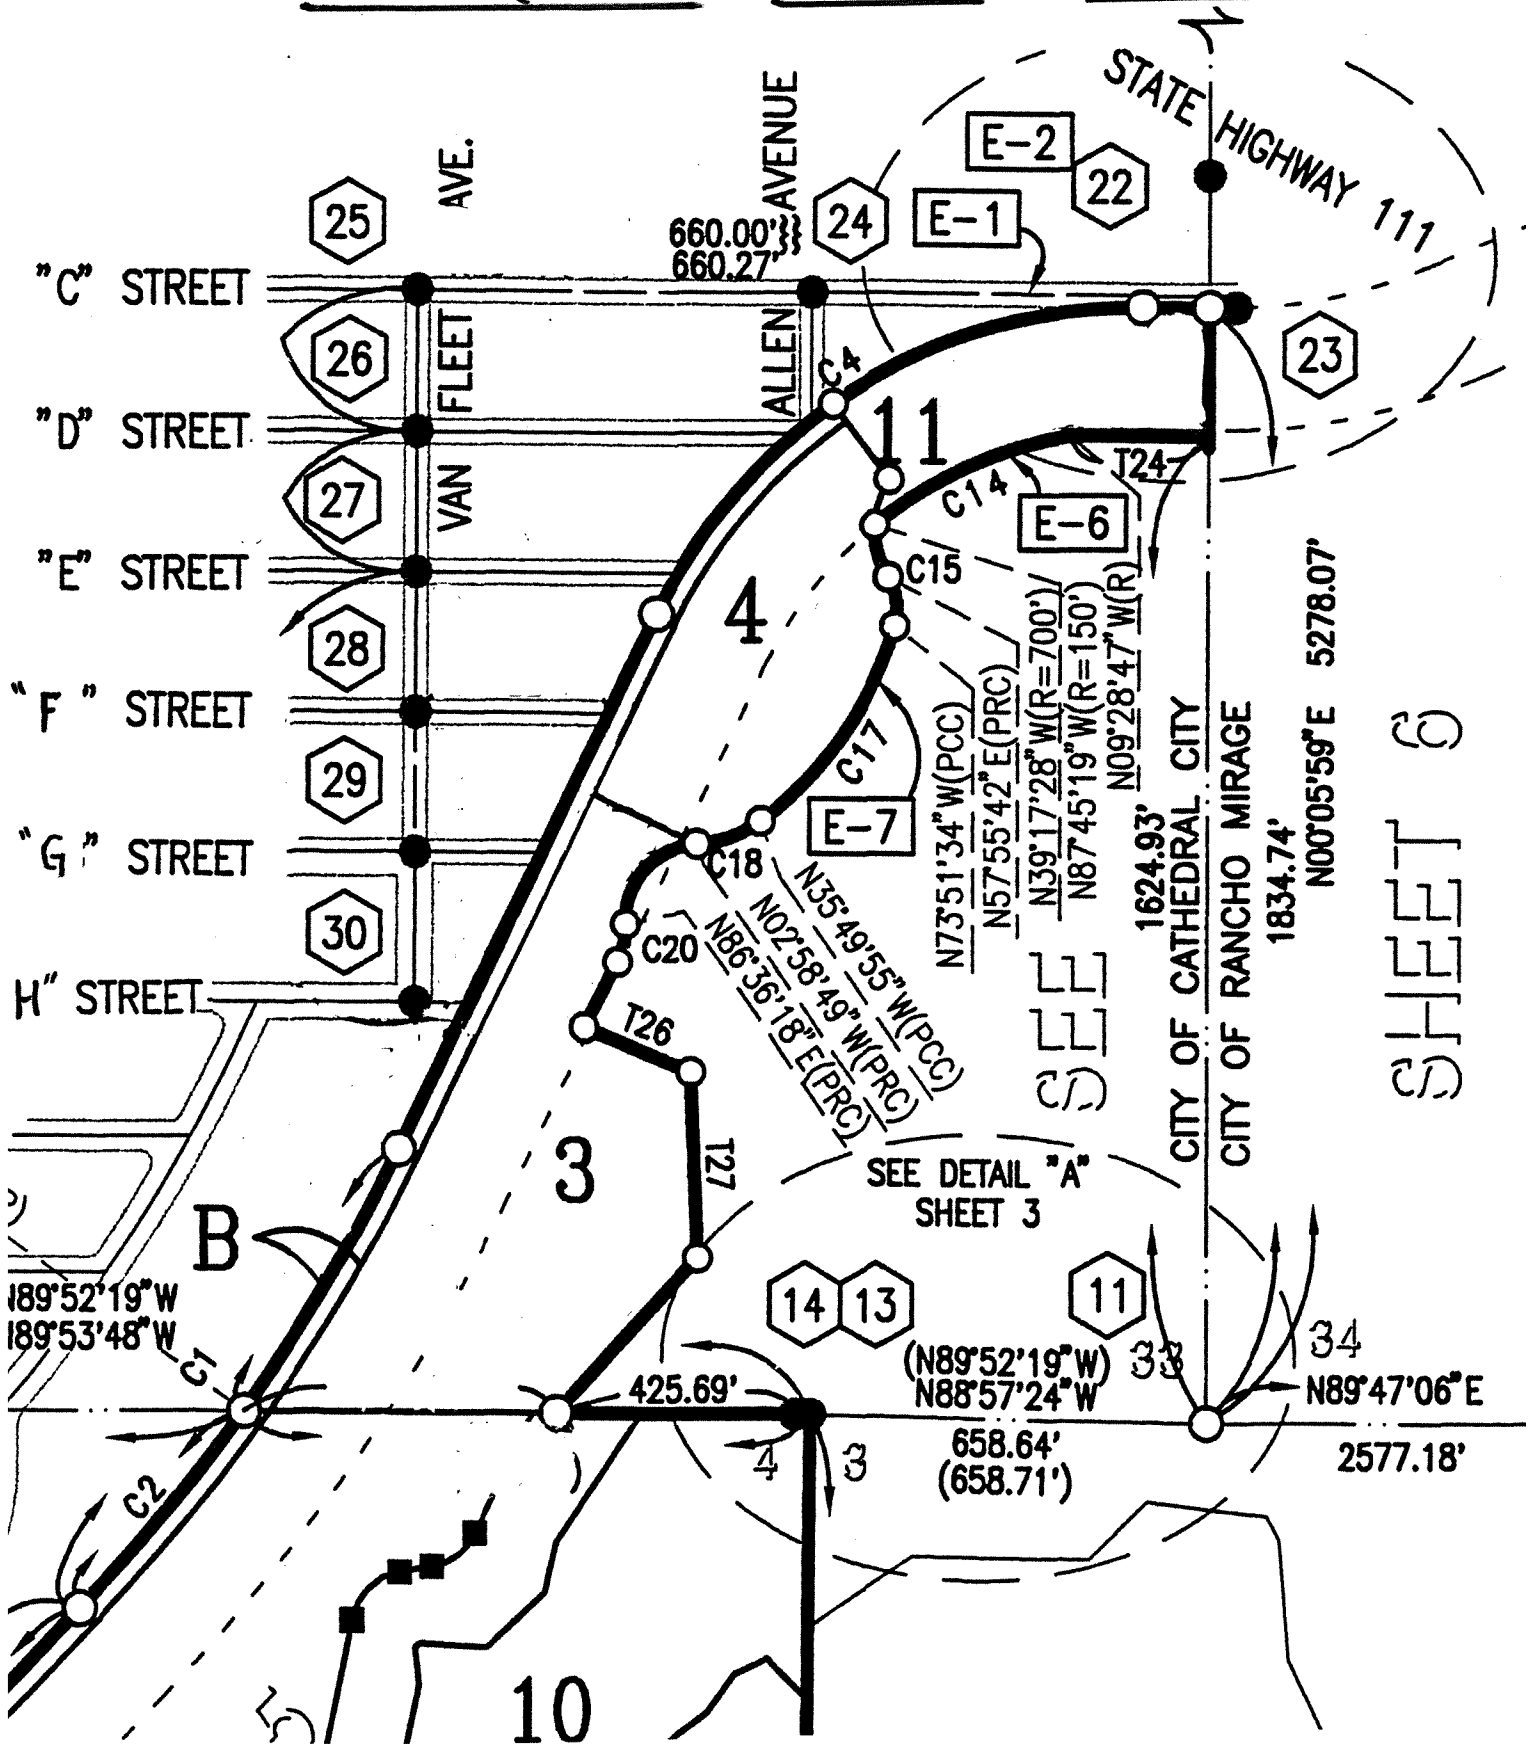 STATE HIGHWAY 111
E-2
22
AVE.
AVENUE
25
24
E-1
660.00'
660.27'
"C" STREET
26
FLEET
ALLEN
C4
23
"D" STREET
11
T24
27
VAN
C14
E-6
"E" STREET
C15
4
28
N73°51'34"W(PCC)
N57°55'42"E(PRC)
N39°17'28"W(R=700')
N87°45'19"W(R=150')
N09°28'47"W(R)
5278.07'
N00°05'59"E
"F" STREET
29
C17
E-7
"G" STREET
C18
1624.93'
CITY OF CATHEDRAL CITY
CITY OF RANCHO MIRAGE
1834.74'
SEE SHEET 6
30
C20
N35°49'55"W(PCC)
N02°58'49"W(PRC)
N86°36'18"E(PRC)
H" STREET
T26
3
T27
SEE DETAIL "A"
SHEET 3
B
N89°52'19"W
N89°53'48"W
C1
14
13
11
(N89°52'19"W)
N88°57'24"W
33
34
425.69'
N89°47'06"E
658.64'
(658.71')
2577.18'
4
3
C2
10
5